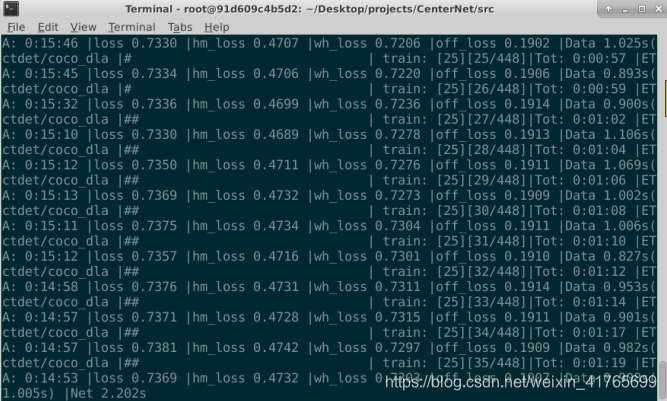 Terminal - root@91d609c4b5d2: ~/Desktop/projects/CenterNet/src
File Edit View Terminal Tabs Help
A: 0:15:46 |loss 0.7330 |hm_loss 0.4707 |wh_loss 0.7206 |off_loss 0.1902 |Data 1.025s(
ctdet/coco_dla |# | train: [25][25/448]|Tot: 0:00:57 |ET
A: 0:15:45 |loss 0.7334 |hm_loss 0.4706 |wh_loss 0.7220 |off_loss 0.1906 |Data 0.893s(
ctdet/coco_dla |# | train: [25][26/448]|Tot: 0:00:59 |ET
A: 0:15:32 |loss 0.7336 |hm_loss 0.4699 |wh_loss 0.7236 |off_loss 0.1914 |Data 0.900s(
ctdet/coco_dla |## | train: [25][27/448]|Tot: 0:01:02 |ET
A: 0:15:10 |loss 0.7330 |hm_loss 0.4689 |wh_loss 0.7278 |off_loss 0.1913 |Data 1.106s(
ctdet/coco_dla |## | train: [25][28/448]|Tot: 0:01:04 |ET
A: 0:15:12 |loss 0.7350 |hm_loss 0.4711 |wh_loss 0.7276 |off_loss 0.1911 |Data 1.069s(
ctdet/coco_dla |## | train: [25][29/448]|Tot: 0:01:06 |ET
A: 0:15:13 |loss 0.7369 |hm_loss 0.4732 |wh_loss 0.7273 |off_loss 0.1909 |Data 1.002s(
ctdet/coco_dla |## | train: [25][30/448]|Tot: 0:01:08 |ET
A: 0:15:11 |loss 0.7375 |hm_loss 0.4734 |wh_loss 0.7304 |off_loss 0.1911 |Data 1.006s(
ctdet/coco_dla |## | train: [25][31/448]|Tot: 0:01:10 |ET
A: 0:15:12 |loss 0.7357 |hm_loss 0.4716 |wh_loss 0.7301 |off_loss 0.1910 |Data 0.827s(
ctdet/coco_dla |## | train: [25][32/448]|Tot: 0:01:12 |ET
A: 0:14:58 |loss 0.7376 |hm_loss 0.4731 |wh_loss 0.7311 |off_loss 0.1914 |Data 0.953s(
ctdet/coco_dla |## | train: [25][33/448]|Tot: 0:01:14 |ET
A: 0:14:57 |loss 0.7371 |hm_loss 0.4728 |wh_loss 0.7315 |off_loss 0.1911 |Data 0.901s(
ctdet/coco_dla |## | train: [25][34/448]|Tot: 0:01:17 |ET
A: 0:14:57 |loss 0.7381 |hm_loss 0.4742 |wh_loss 0.7297 |off_loss 0.1909 |Data 0.982s(
ctdet/coco_dla |## | train: [25][35/448]|Tot: 0:01:19 |ET
A: 0:14:53 |loss 0.7369 |hm_loss 0.4732
1.005s) |Net 2.202s
https://blog.csdn.net/weixin_41765699